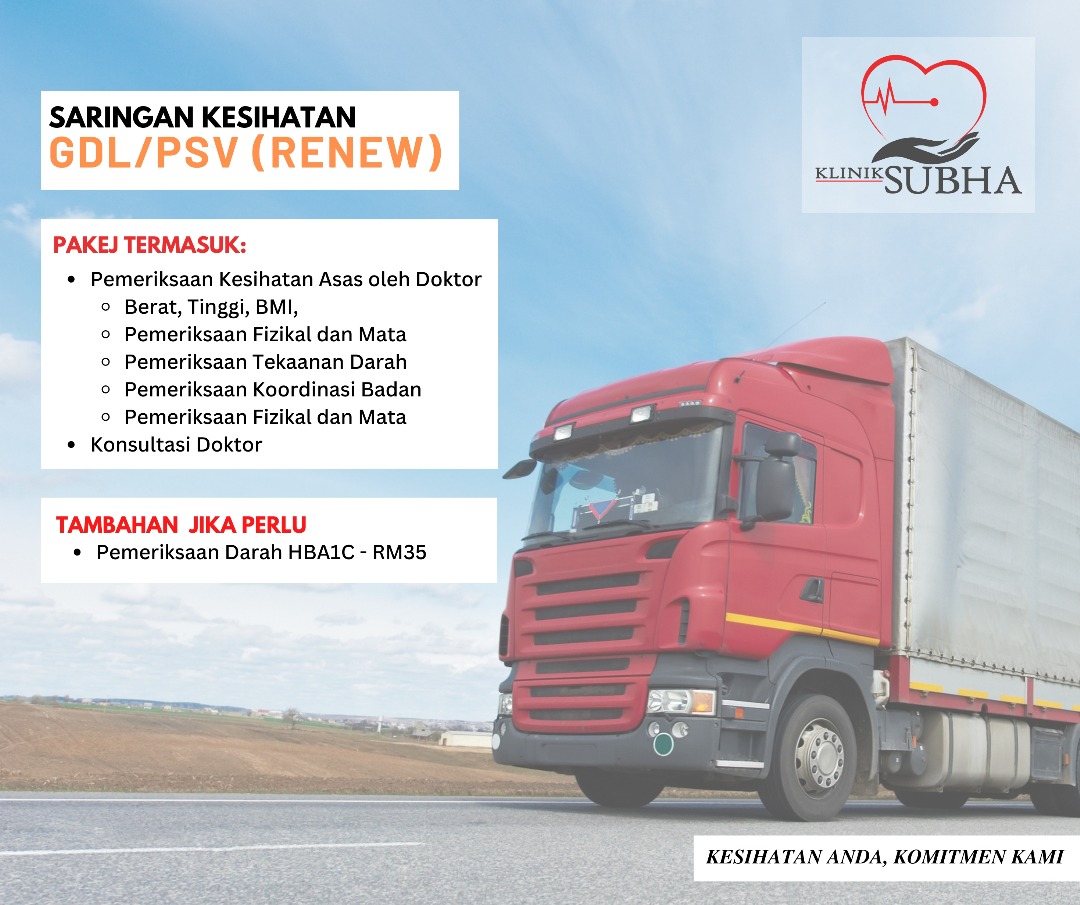 SARINGAN KESIHATAN
GDL/PSV (RENEW)
KLINIK SUBHA
PAKEJ TERMASUK:
Pemeriksaan Kesihatan Asas oleh Doktor
Berat, Tinggi, BMI,
Pemeriksaan Fizikal dan Mata
Pemeriksaan Tekaanan Darah
Pemeriksaan Koordinasi Badan
Pemeriksaan Fizikal dan Mata
Konsultasi Doktor
TAMBAHAN JIKA PERLU
Pemeriksaan Darah HBA1C - RM35
KESIHATAN ANDA, KOMITMEN KAMI